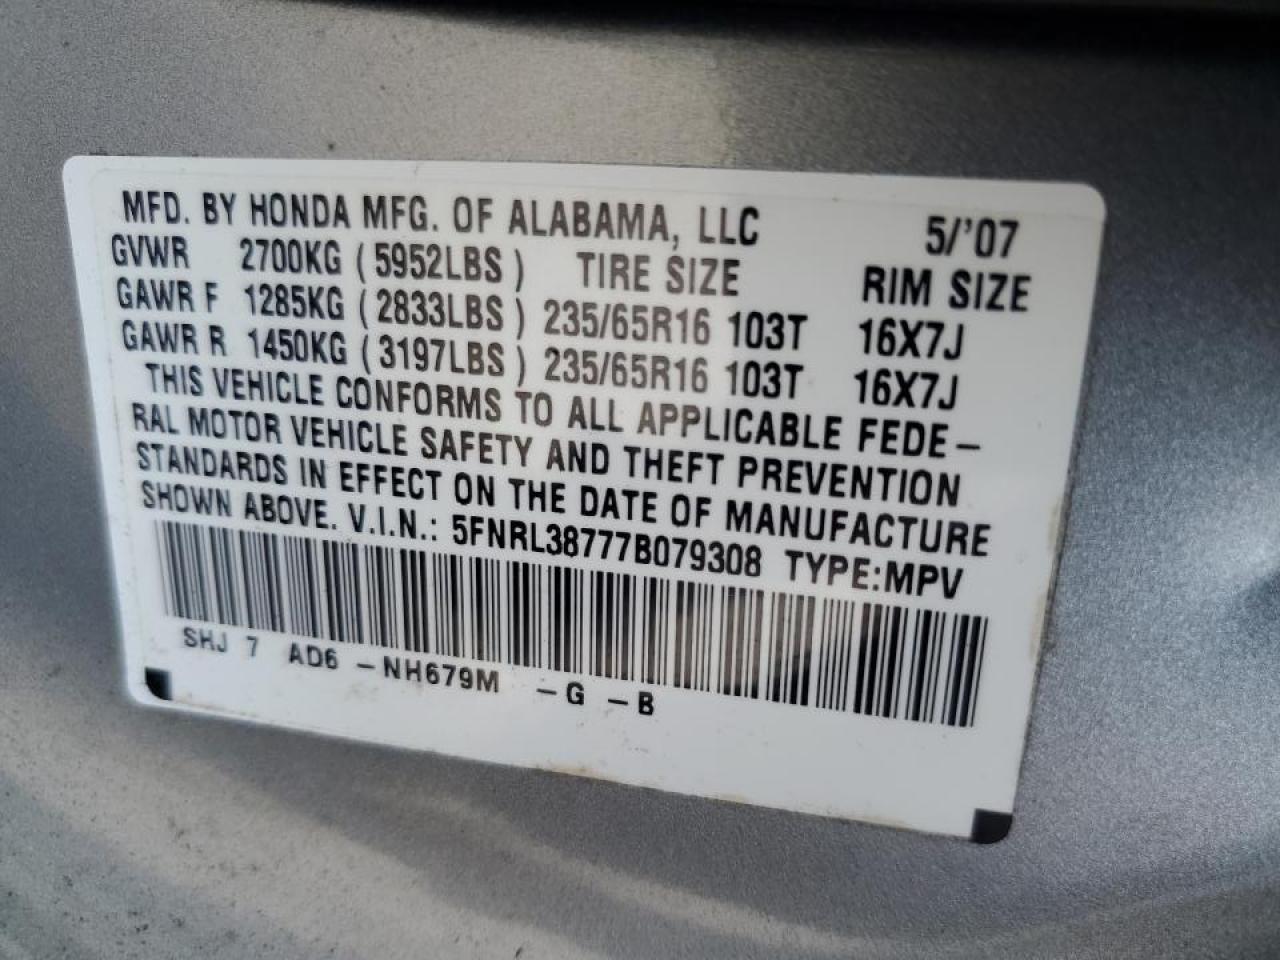 MFD. BY HONDA MFG. OF ALABAMA, LLC 5/'07
GVWR 2700KG (5952LBS) TIRE SIZE RIM SIZE
GAWR F 1285KG (2833LBS) 235/65R16 103T 16X7J
GAWR R 1450KG (3197LBS) 235/65R16 103T 16X7J
THIS VEHICLE CONFORMS TO ALL APPLICABLE FEDE-
RAL MOTOR VEHICLE SAFETY AND THEFT PREVENTION
STANDARDS IN EFFECT ON THE DATE OF MANUFACTURE
SHOWN ABOVE. V.I.N.: 5FNRL38777B079308 TYPE:MPV
SHJ 7 AD6 -NH679M -G -B